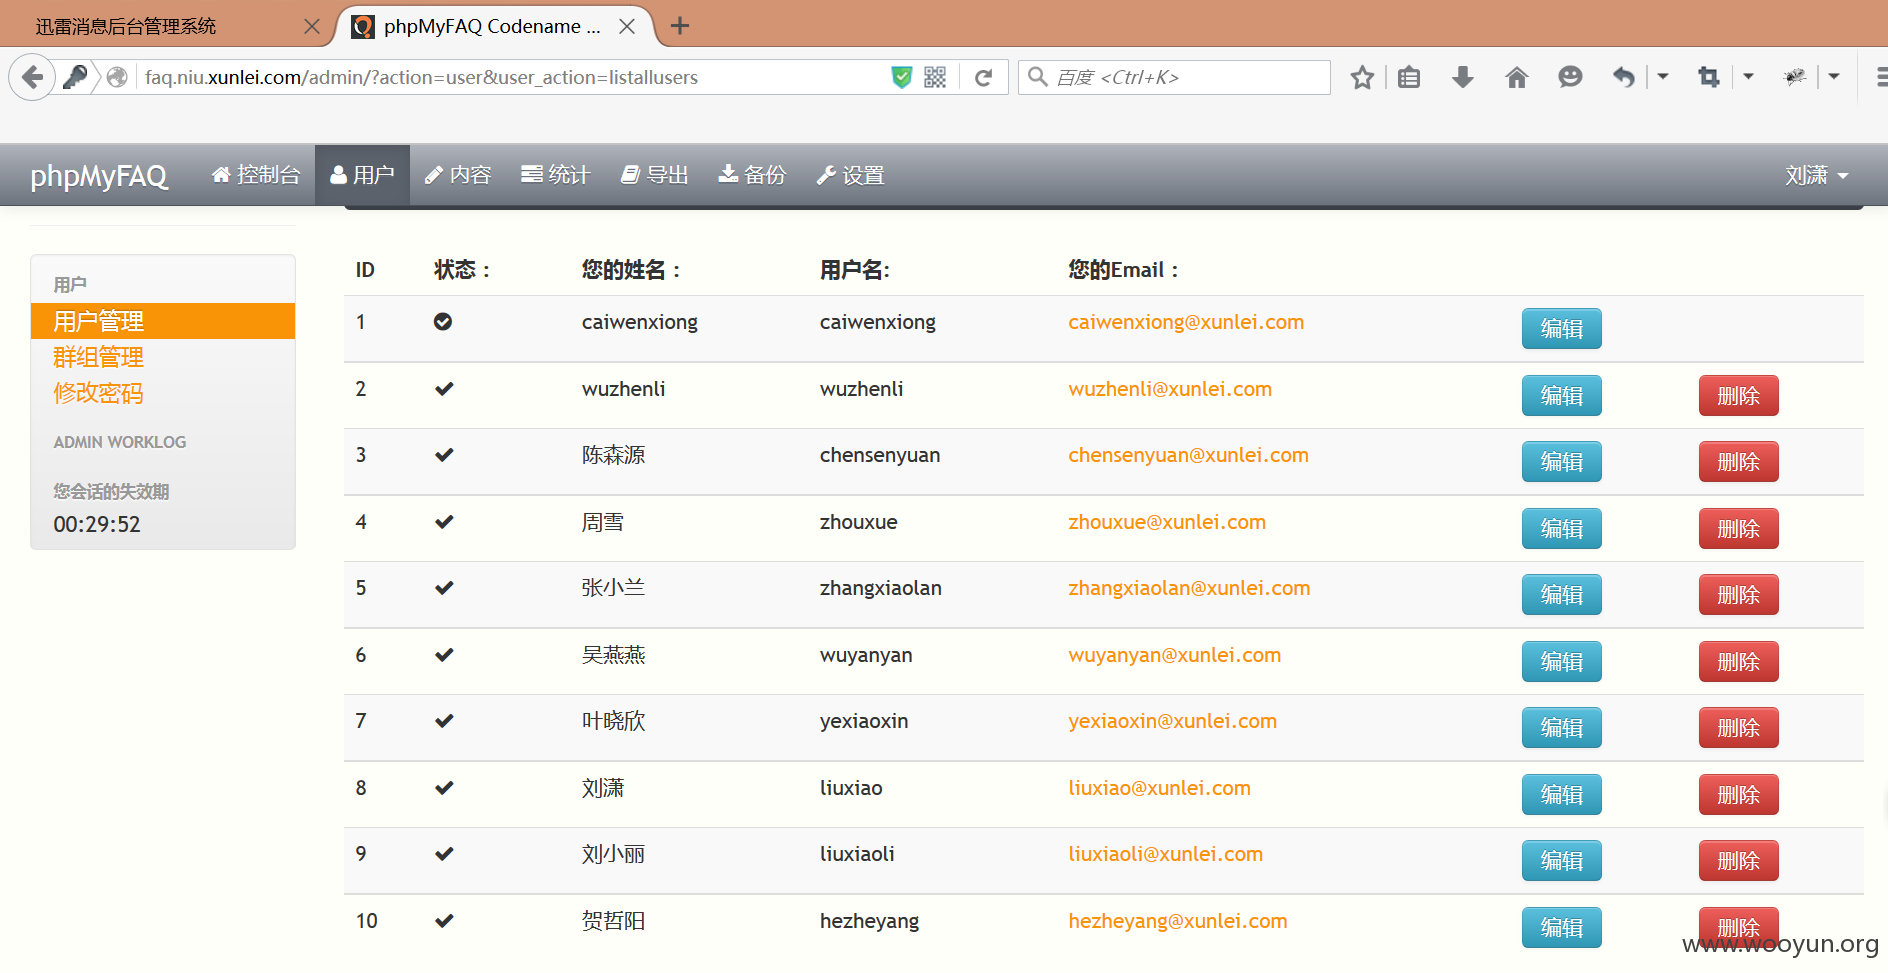 迅雷消息后台管理系统
phpMyFAQ Codename ...
faq.niu.xunlei.com/admin/?action=user&user_action=listallusers
百度 <Ctrl+K>
phpMyFAQ 控制台 用户 内容 统计 导出 备份 设置 刘潇
用户
用户管理
群组管理
修改密码
ADMIN WORKLOG
您会话的失效期
00:29:52
ID 状态： 您的姓名： 用户名: 您的Email：
1 caiwenxiong caiwenxiong caiwenxiong@xunlei.com 编辑
2 wuzhenli wuzhenli wuzhenli@xunlei.com 编辑 删除
3 陈森源 chensenyuan chensenyuan@xunlei.com 编辑 删除
4 周雪 zhouxue zhouxue@xunlei.com 编辑 删除
5 张小兰 zhangxiaolan zhangxiaolan@xunlei.com 编辑 删除
6 吴燕燕 wuyanyan wuyanyan@xunlei.com 编辑 删除
7 叶晓欣 yexiaoxin yexiaoxin@xunlei.com 编辑 删除
8 刘潇 liuxiao liuxiao@xunlei.com 编辑 删除
9 刘小丽 liuxiaoli liuxiaoli@xunlei.com 编辑 删除
10 贺哲阳 hezheyang hezheyang@xunlei.com 编辑 删除
www.wooyun.org